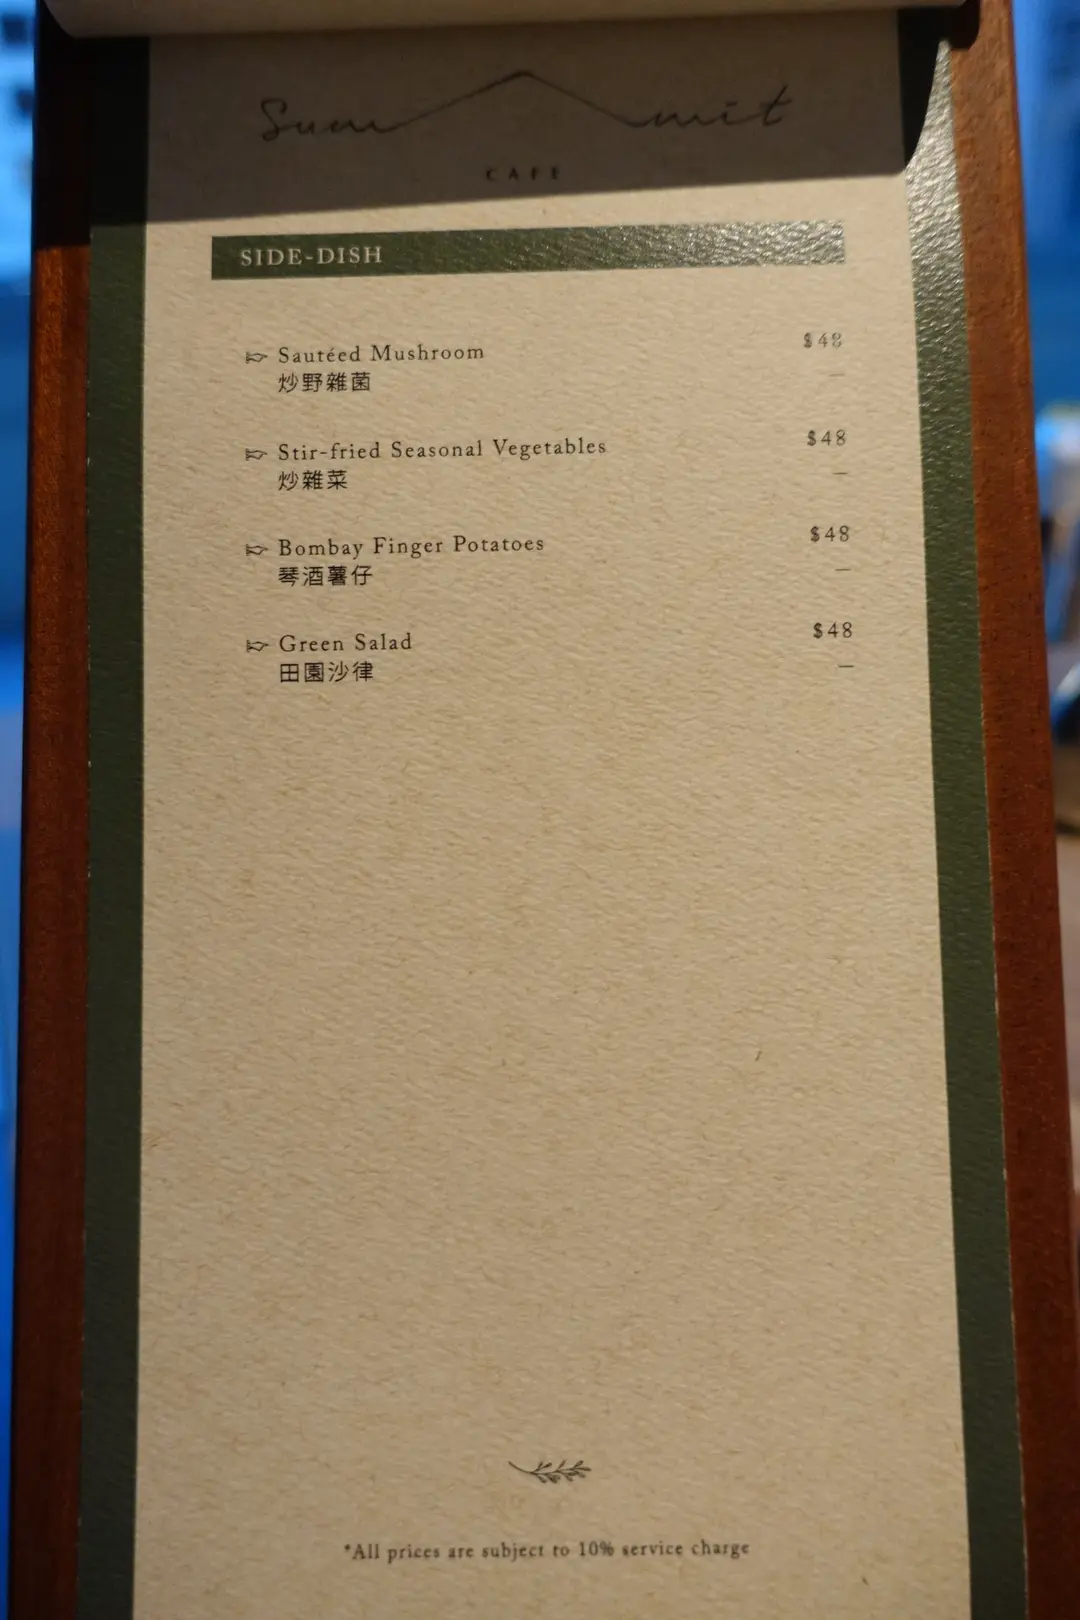 Summit
CAFE
SIDE-DISH
Sautéed Mushroom $48
炒野雜菌
Stir-fried Seasonal Vegetables $48
炒雜菜
Bombay Finger Potatoes $48
琴酒薯仔
Green Salad $48
田園沙律
*All prices are subject to 10% service charge